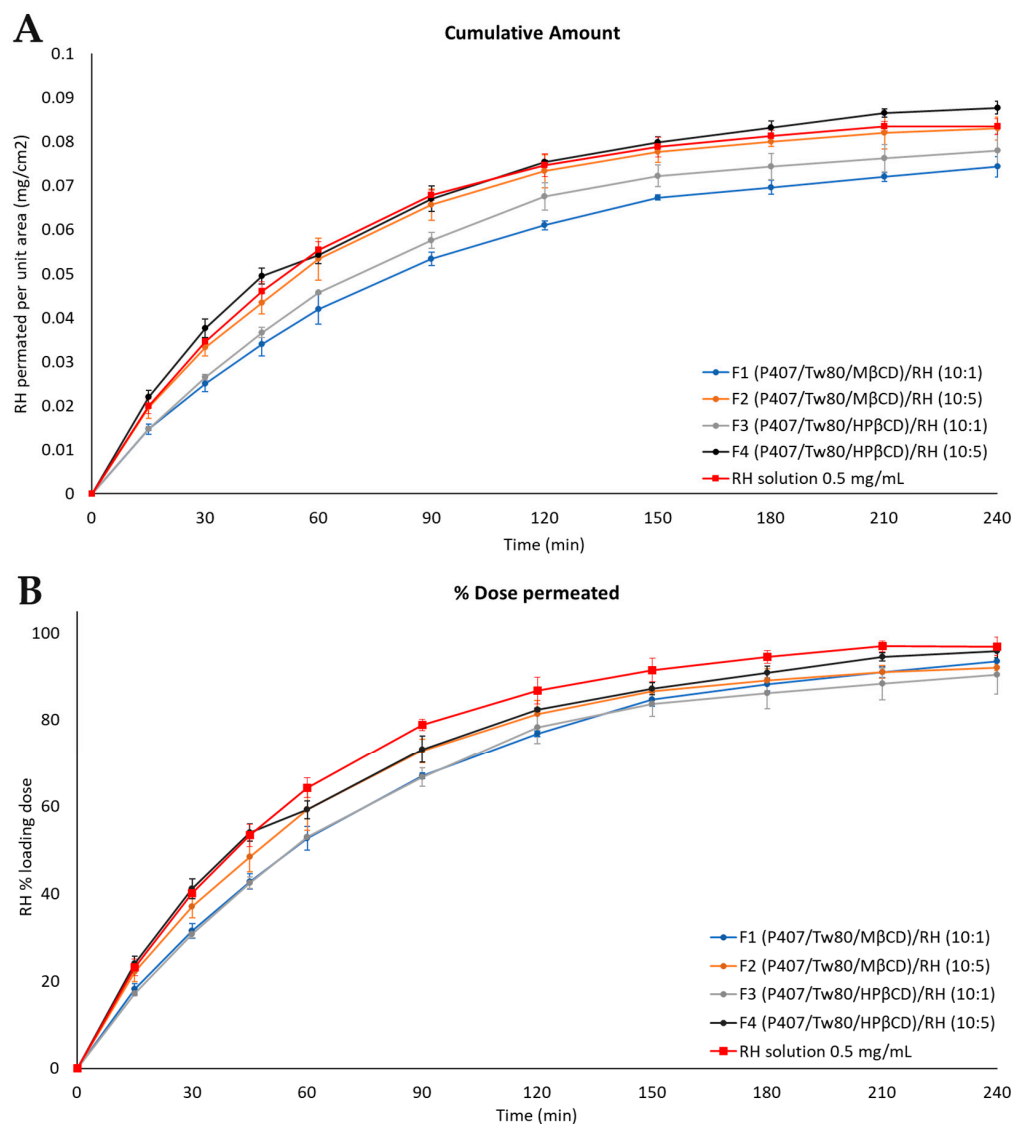 A
Cumulative Amount
RH permated per unit area (mg/cm2)
0.1
0.09
0.08
0.07
0.06
0.05
0.04
0.03
0.02
0.01
0
F1 (P407/Tw80/MβCD)/RH (10:1)
F2 (P407/Tw80/MβCD)/RH (10:5)
F3 (P407/Tw80/HPβCD)/RH (10:1)
F4 (P407/Tw80/HPβCD)/RH (10:5)
RH solution 0.5 mg/mL
0 30 60 90 120 150 180 210 240
Time (min)
B
% Dose permeated
RH % loading dose
100
80
60
40
20
0
F1 (P407/Tw80/MβCD)/RH (10:1)
F2 (P407/Tw80/MβCD)/RH (10:5)
F3 (P407/Tw80/HPβCD)/RH (10:1)
F4 (P407/Tw80/HPβCD)/RH (10:5)
RH solution 0.5 mg/mL
0 30 60 90 120 150 180 210 240
Time (min)